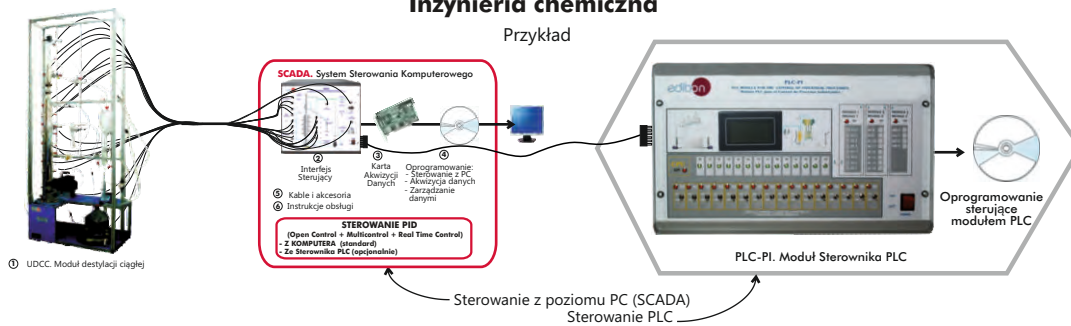 Inżynieria chemiczna
Przykład
SCADA. System Sterowania Komputerowego
edibon
PLC-PI
② Interfejs
Sterujący
③ Karta
Akwizycji
Danych
④ Oprogramowanie:
- Sterowanie z PC
- Akwizycja danych
- Zarządzanie
danymi
⑤ Kable i akcesoria
⑥ Instrukcje obsługi
STEROWANIE PID
(Open Control + Multicontrol + Real Time Control)
- Z KOMPUTERA (standard)
- Ze Sterownika PLC (opcjonalnie)
① UDCC. Moduł destylacji ciągłej
Oprogramowanie
sterujące
modułem PLC
PLC-PI. Moduł Sterownika PLC
Sterowanie z poziomu PC (SCADA)
Sterowanie PLC